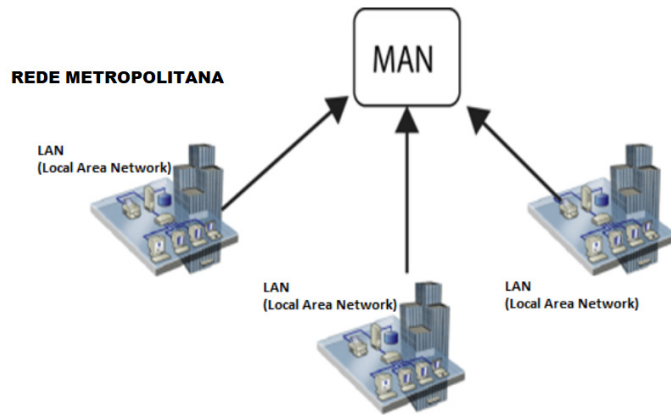 MAN
REDE METROPOLITANA
LAN
(Local Area Network)
LAN
(Local Area Network)
LAN
(Local Area Network)